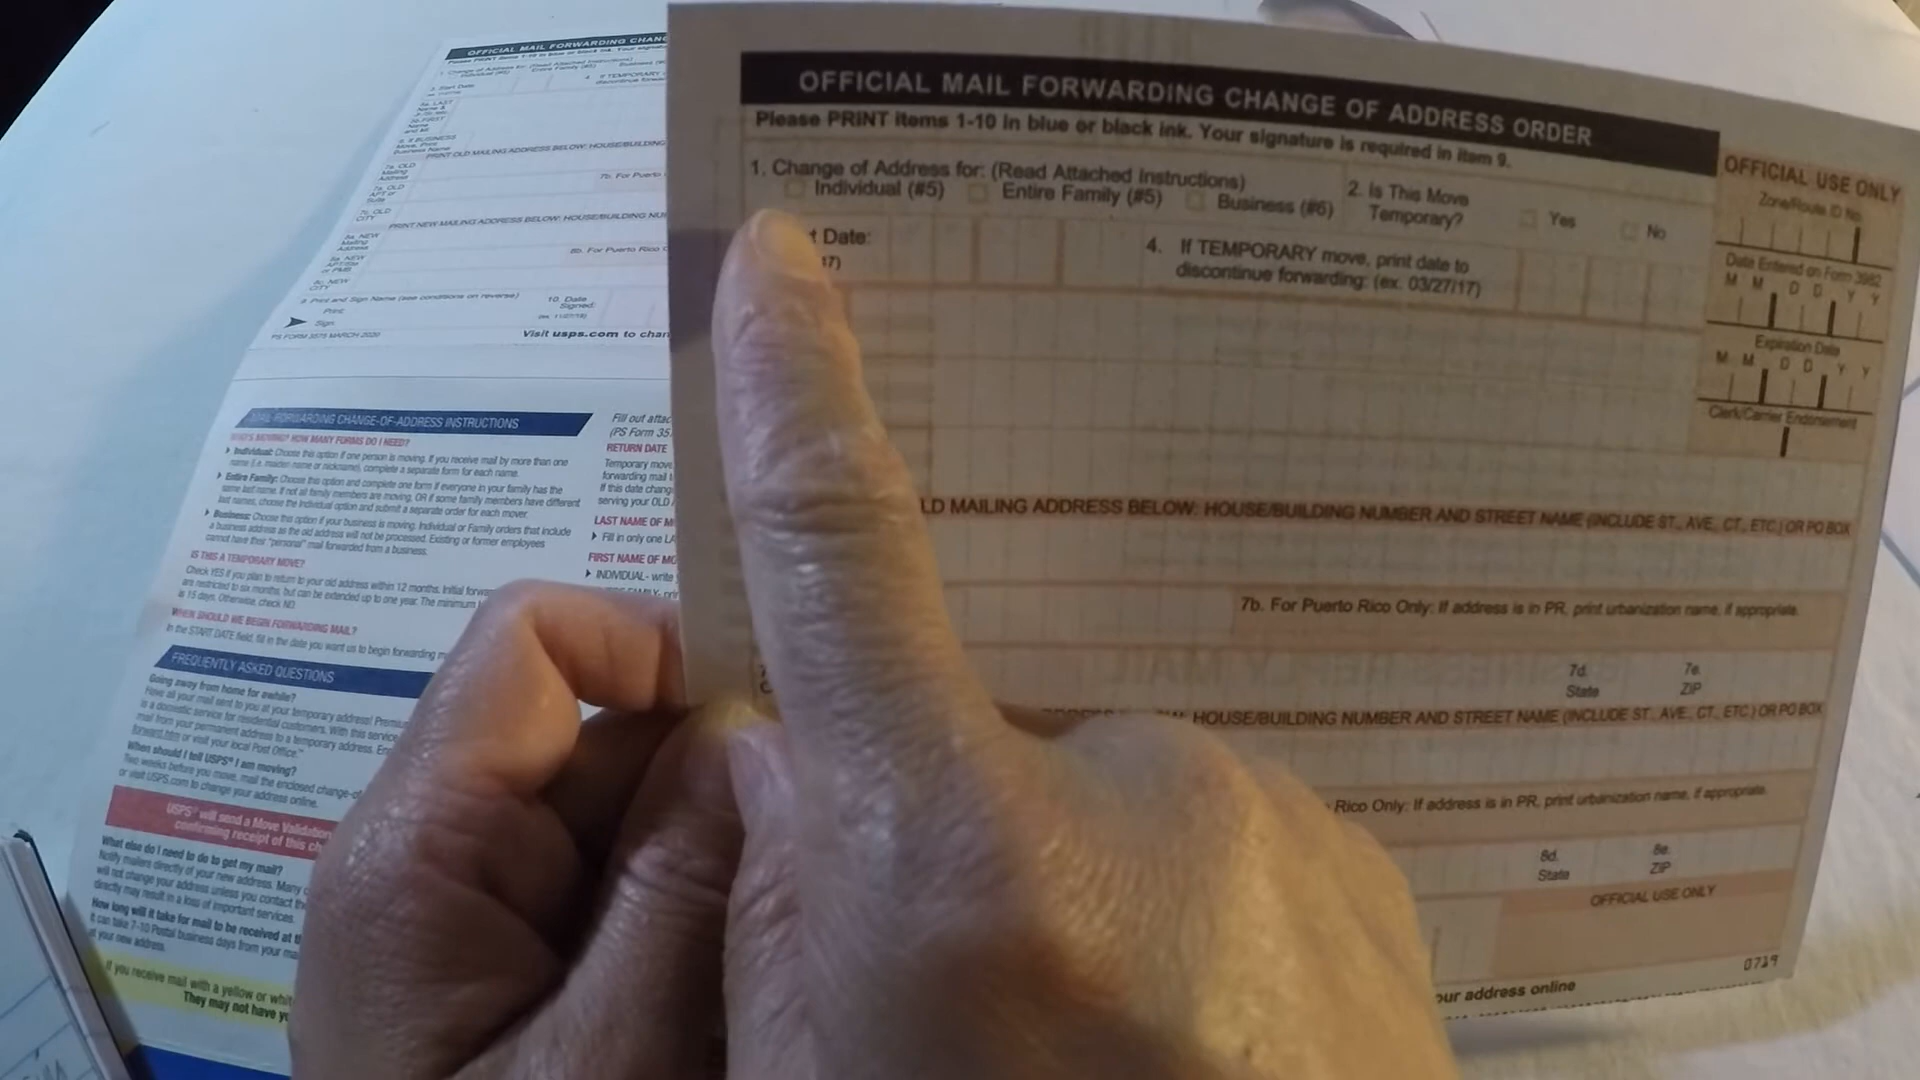 OFFICIAL MAIL FORWARDING CHANGE OF ADDRESS ORDER
Please PRINT items 1-10 in blue or black ink. Your signature is required in item 9.
OFFICIAL USE ONLY
1. Change of Address for: (Read Attached Instructions)
Individual (#5) Entire Family (#5) Business (#6)
2. Is This Move
Temporary? Yes No
Zone/Route ID No.
t Date:
17)
4. If TEMPORARY move, print date to
discontinue forwarding: (ex. 03/27/17)
Date Entered on Form 3982
M M D D Y Y
Expiration Date
M M D D Y Y
Clerk/Carrier Endorsement
LD MAILING ADDRESS BELOW: HOUSE/BUILDING NUMBER AND STREET NAME (INCLUDE ST., AVE., CT., ETC.) OR PO BOX
7b. For Puerto Rico Only: If address is in PR, print urbanization name, if appropriate.
7d.
State
7e.
ZIP
HOUSE/BUILDING NUMBER AND STREET NAME (INCLUDE ST., AVE., CT., ETC.) OR PO BOX
Rico Only: If address is in PR, print urbanization name, if appropriate.
8d.
State
8e.
ZIP
OFFICIAL USE ONLY
0719
our address online
OFFICIAL MAIL FORWARDING CHANG
Please PRINT items 1-10 in blue or black ink. Your
1. Change of Address for: (Read Attached Instructions)
Individual (#5) Entire Family (#5) Business
4. If TEMPORARY
3. Start Date
5a. LAST
Name &
5b. FIRST
Name
and MI
6. If BUSINESS
Move, Print
Business Name
PRINT OLD MAILING ADDRESS BELOW: HOUSE/BUILDING
7a. OLD
Mailing
Address
7b. For Puerto
7a. OLD
APT or
Suite
7c. OLD
CITY
PRINT NEW MAILING ADDRESS BELOW: HOUSE/BUILDING NU
8a. NEW
Mailing
Address
8b. For Puerto Rico
8a. NEW
APT/Ste
or PMB
8c. NEW
CITY
9. Print and Sign Name (see conditions on reverse)
Print:
Sign:
10. Date
Signed:
PS FORM 3575 MARCH 2020
Visit usps.com to chan
MAIL FORWARDING CHANGE-OF-ADDRESS INSTRUCTIONS
WHO'S MOVING? HOW MANY FORMS DO I NEED?
Individual: Choose this option if one person is moving. If you receive mail by more than one
name (i.e. maiden name or nickname), complete a separate form for each name.
Entire Family: Choose this option and complete one form if everyone in your family has the
same last name. If not all family members are moving, OR if some family members have different
last names, choose the Individual option and submit a separate order for each mover.
Business: Choose this option if your business is moving. Individual or Family orders that include
a business address as the old address will not be processed. Existing or former employees
cannot have their "personal" mail forwarded from a business.
IS THIS A TEMPORARY MOVE?
Check YES if you plan to return to your old address within 12 months. Initial forwar
are restricted to six months, but can be extended up to one year. The minimum
is 15 days. Otherwise, check NO.
WHEN SHOULD WE BEGIN FORWARDING MAIL?
In the START DATE field, fill in the date you want us to begin forwarding m
Fill out attac
(PS Form 35
RETURN DATE
Temporary move
forwarding mail
If this date chang
serving your OLD
LAST NAME OF M
Fill in only one LA
FIRST NAME OF MO
INDIVIDUAL - write
FREQUENTLY ASKED QUESTIONS
Going away from home for awhile?
Have all your mail sent to you at your temporary address! Premiu
is a domestic service for residential customers. With this service
mail from your permanent address to a temporary address. En
forward.htm or visit your local Post Office.™
When should I tell USPS® I am moving?
Two weeks before you move, mail the enclosed change-of
or visit USPS.com to change your address online.
USPS® will send a Move Validation
confirming receipt of this ch
What else do I need to do to get my mail?
Notify mailers directly of your new address. Many
will not change your address unless you contact the
directly may result in a loss of important services.
How long will it take for mail to be received at t
It can take 7-10 Postal business days from your ma
at your new address.
If you receive mail with a yellow or whit
They may not have yo